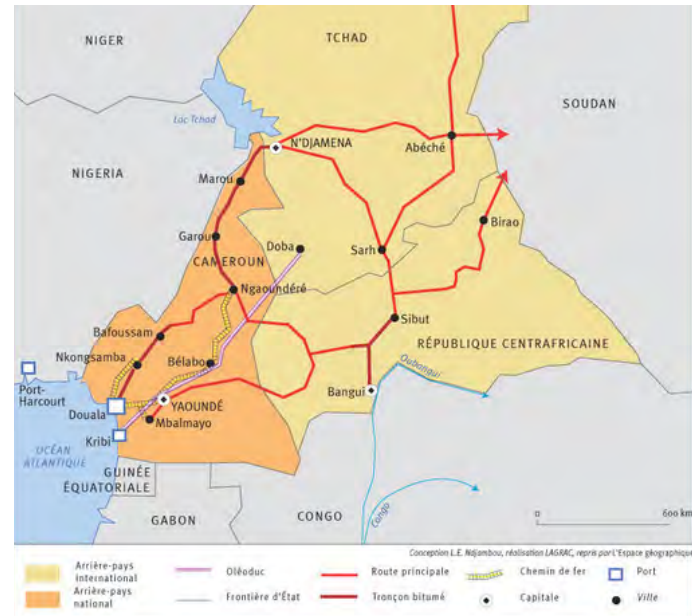 NIGER
TCHAD
SOUDAN
Lac Tchad
N'DJAMENA
Abéché
NIGERIA
Marou
Birao
Garou
Doba
Sarh
CAMEROUN
Ngaoundéré
Sibut
Bafoussam
RÉPUBLIQUE CENTRAFRICAINE
Nkongsamba
Bélabo
Oubangui
Port-
Harcourt
Bangui
Douala
YAOUNDÉ
Mbalmayo
Kribi
OCÉAN
ATLANTIQUE
GUINÉE
ÉQUATORIALE
Congo
GABON
CONGO
0
600 km
Conception L.E. Ndjambou, réalisation LAGRAC, repris par l'Espace géographique
Arrière-pays
international
Oléoduc
Route principale
Chemin de fer
Port
Arrière-pays
national
Frontière d'État
Tronçon bitumé
Capitale
Ville